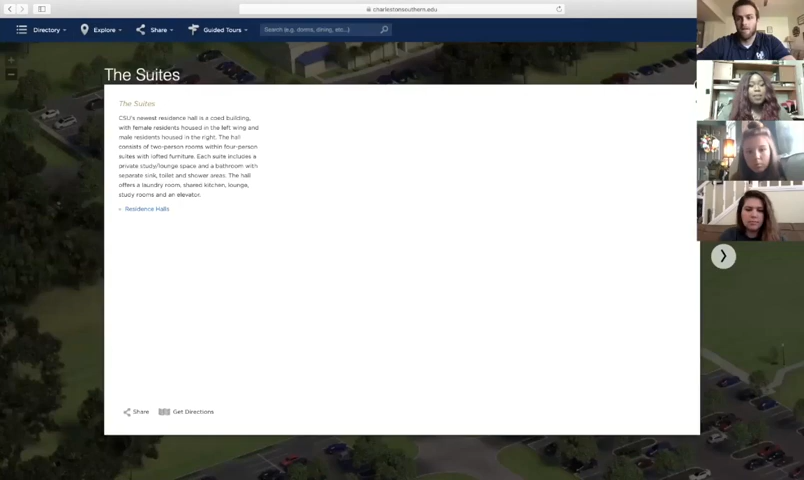 charlestonsouthern.edu
Directory Explore Share Guided Tours Search (e.g. dorms, dining, etc...)
The Suites
The Suites
CSU's newest residence hall is a coed building,
with female residents housed in the left wing and
male residents housed in the right. The hall
consists of two-person rooms within four-person
suites with lofted furniture. Each suite includes a
private study/lounge space and a bathroom with
separate sink, toilet and shower areas. The hall
offers a laundry room, shared kitchen, lounge,
study rooms and an elevator.
Residence Halls
Share Get Directions